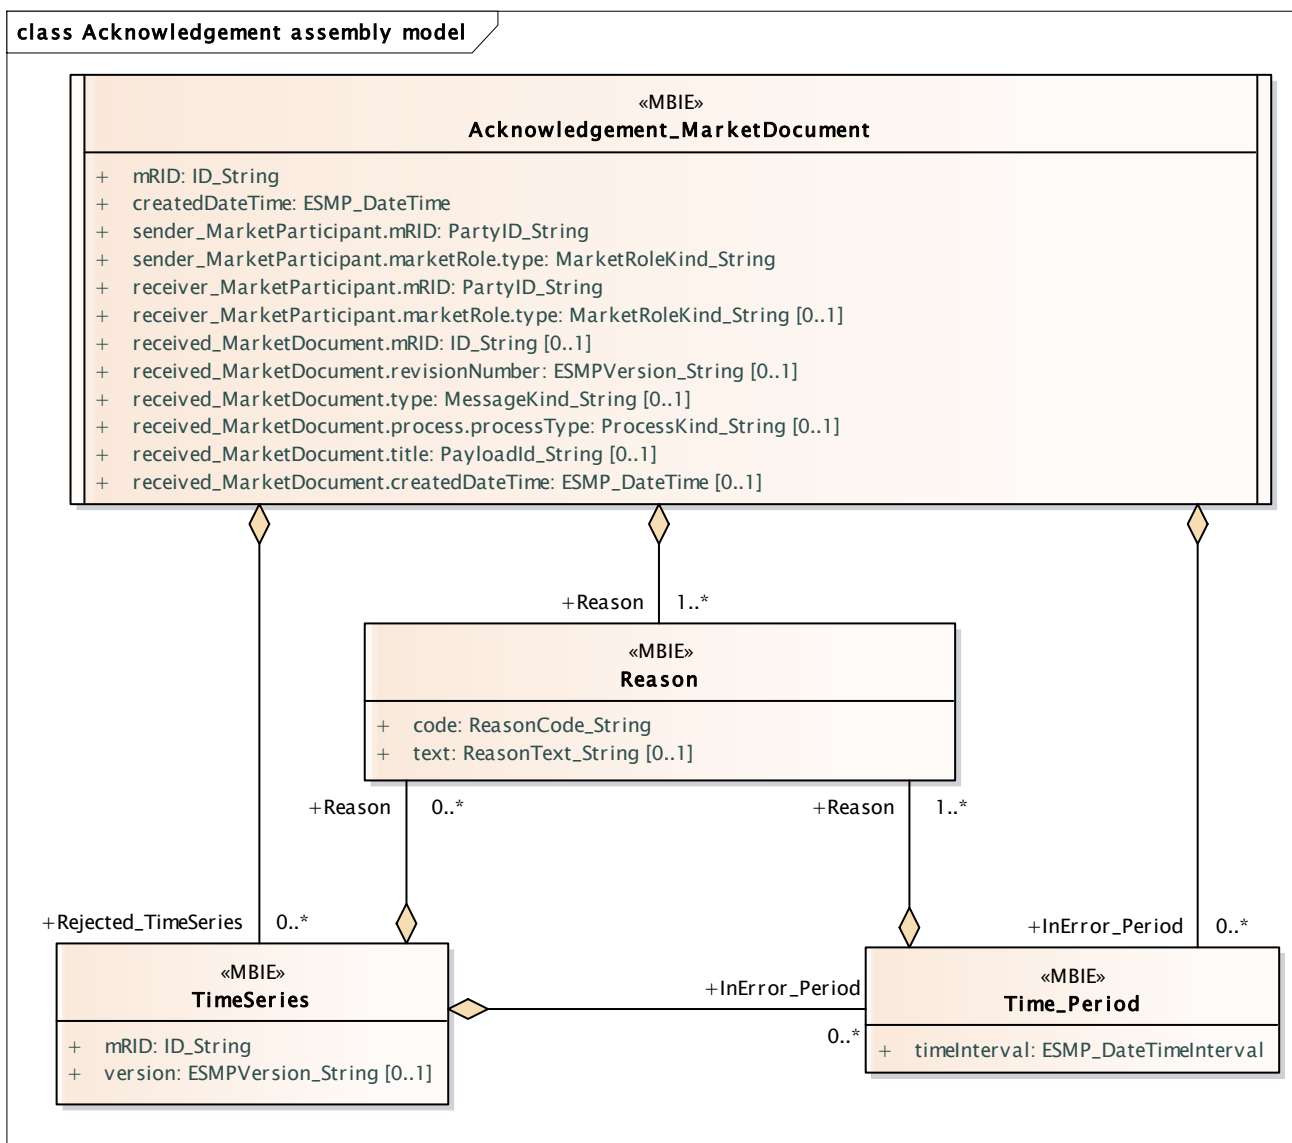 class Acknowledgement assembly model
«MBIE»
Acknowledgement_MarketDocument
+ mRID: ID_String
+ createdDateTime: ESMP_DateTime
+ sender_MarketParticipant.mRID: PartyID_String
+ sender_MarketParticipant.marketRole.type: MarketRoleKind_String
+ receiver_MarketParticipant.mRID: PartyID_String
+ receiver_MarketParticipant.marketRole.type: MarketRoleKind_String [0..1]
+ received_MarketDocument.mRID: ID_String [0..1]
+ received_MarketDocument.revisionNumber: ESMPVersion_String [0..1]
+ received_MarketDocument.type: MessageKind_String [0..1]
+ received_MarketDocument.process.processType: ProcessKind_String [0..1]
+ received_MarketDocument.title: PayloadId_String [0..1]
+ received_MarketDocument.createdDateTime: ESMP_DateTime [0..1]
+Reason 1..*
«MBIE»
Reason
+ code: ReasonCode_String
+ text: ReasonText_String [0..1]
+Reason 0..*
+Reason 1..*
+Rejected_TimeSeries 0..*
+InError_Period 0..*
«MBIE»
TimeSeries
+ mRID: ID_String
+ version: ESMPVersion_String [0..1]
+InError_Period
0..*
«MBIE»
Time_Period
+ timeInterval: ESMP_DateTimeInterval